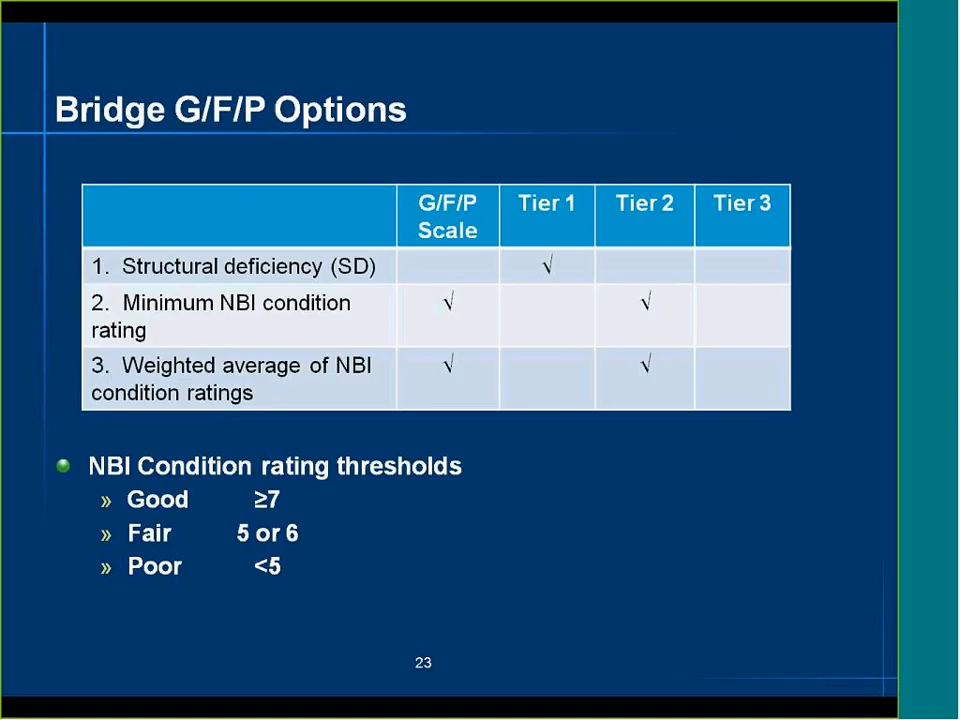 Bridge G/F/P Options
G/F/P Scale Tier 1 Tier 2 Tier 3
1. Structural deficiency (SD) √
2. Minimum NBI condition rating √ √
3. Weighted average of NBI condition ratings √ √
NBI Condition rating thresholds
» Good ≥7
» Fair 5 or 6
» Poor <5
23